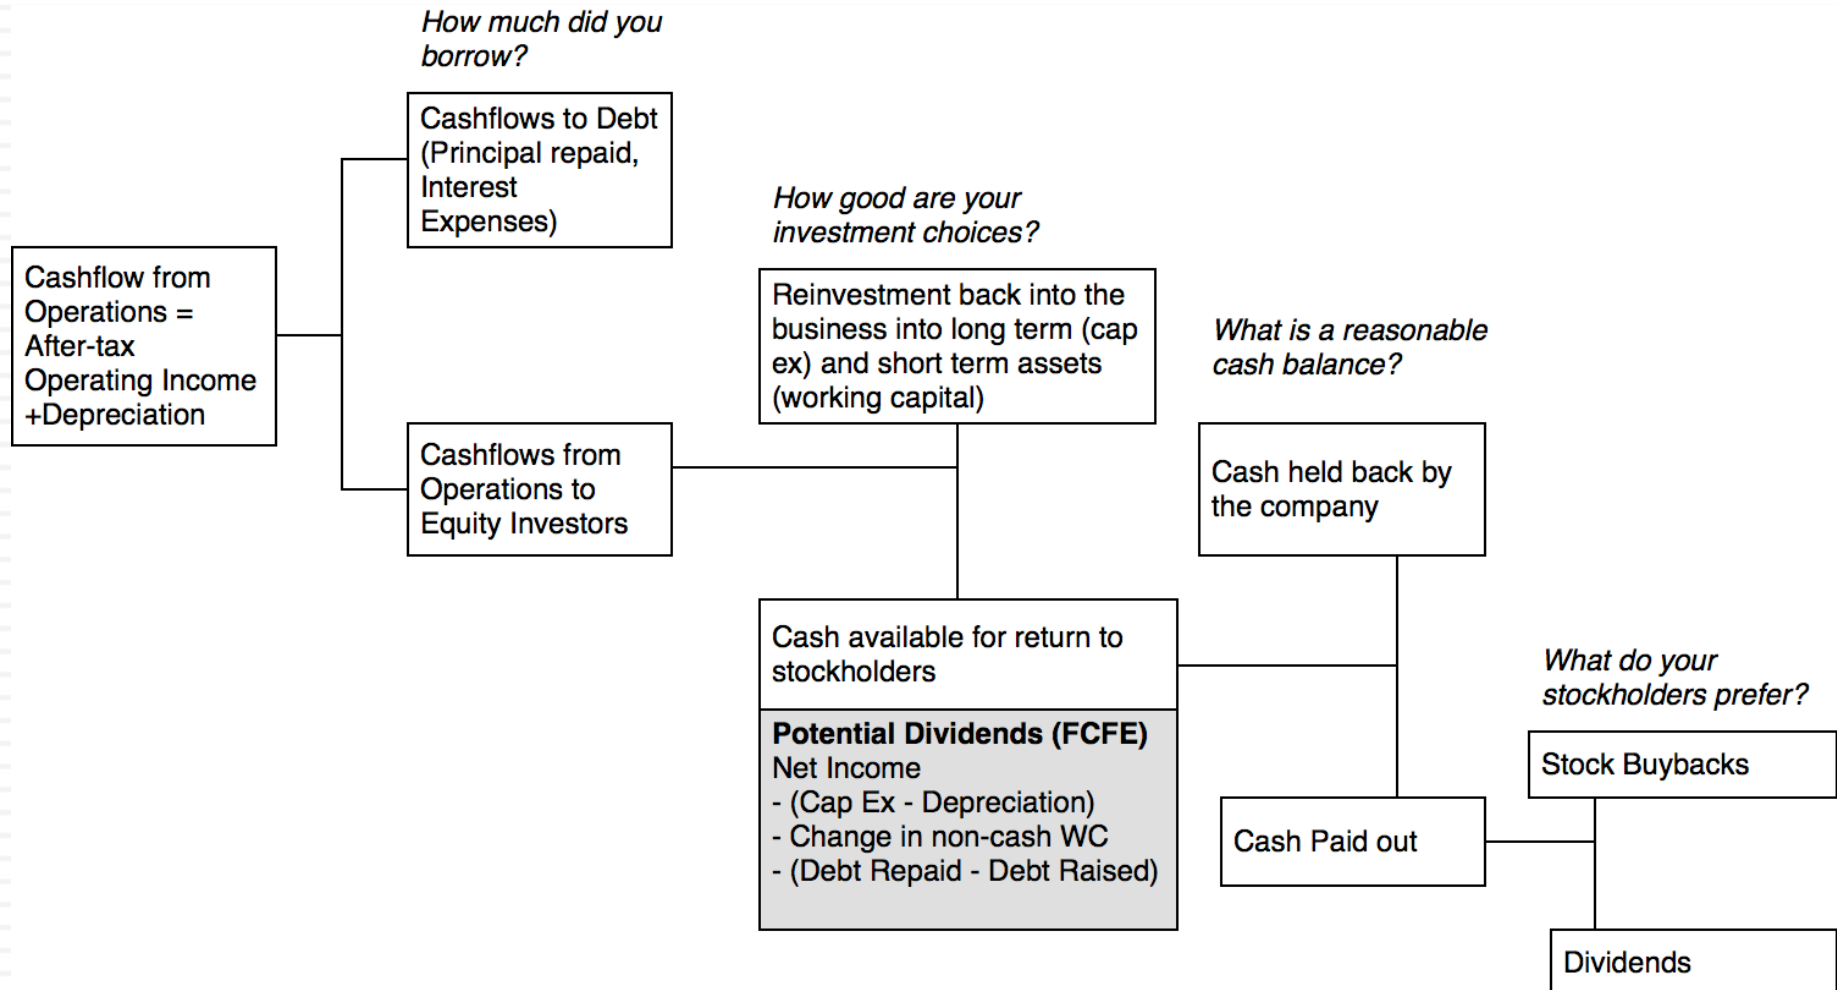 How much did you
borrow?
Cashflows to Debt
(Principal repaid,
Interest
Expenses)
How good are your
investment choices?
Cashflow from
Operations =
After-tax
Operating Income
+Depreciation
Reinvestment back into the
business into long term (cap
ex) and short term assets
(working capital)
What is a reasonable
cash balance?
Cashflows from
Operations to
Equity Investors
Cash held back by
the company
Cash available for return to
stockholders
What do your
stockholders prefer?
Potential Dividends (FCFE)
Net Income
- (Cap Ex - Depreciation)
- Change in non-cash WC
- (Debt Repaid - Debt Raised)
Stock Buybacks
Cash Paid out
Dividends